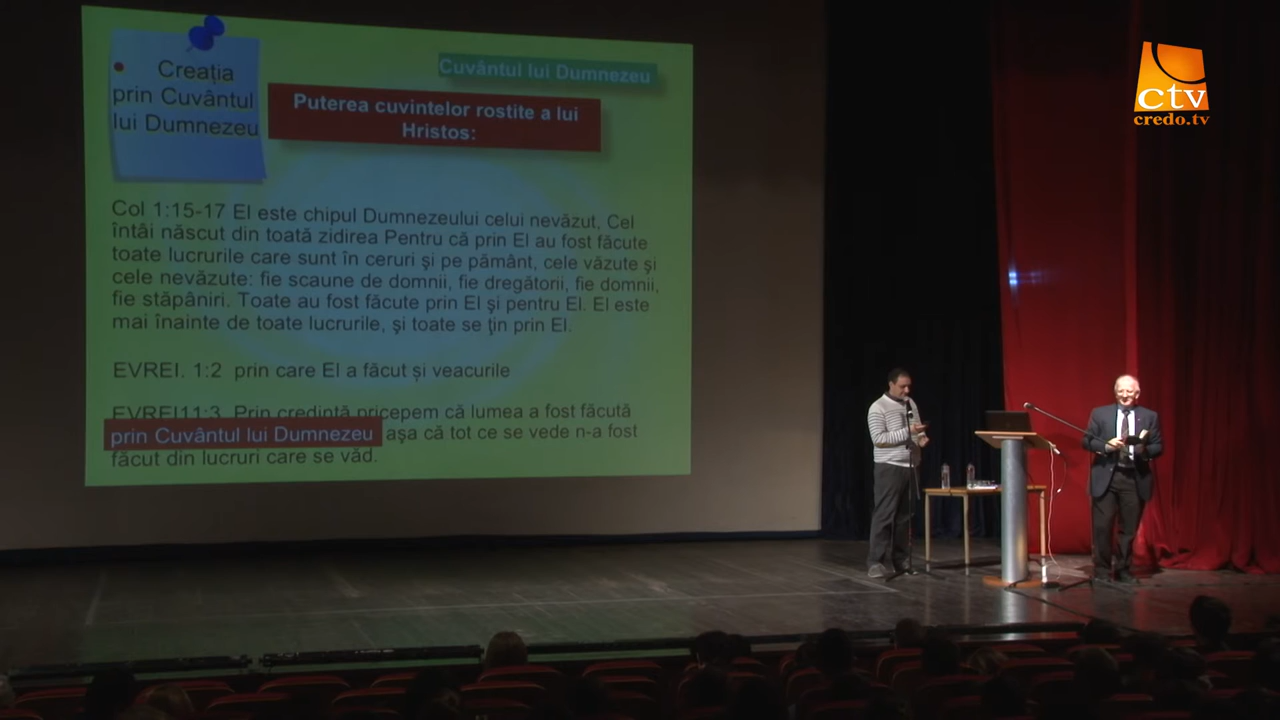 • Creația
prin Cuvântul
lui Dumnezeu
Cuvântul lui Dumnezeu
Puterea cuvintelor rostite a lui
Hristos:
Col 1:15-17 El este chipul Dumnezeului celui nevăzut, Cel
întâi născut din toată zidirea Pentru că prin El au fost făcute
toate lucrurile care sunt în ceruri şi pe pământ, cele văzute şi
cele nevăzute: fie scaune de domnii, fie dregătorii, fie domnii,
fie stăpâniri. Toate au fost făcute prin El şi pentru El. El este
mai înainte de toate lucrurile, şi toate se ţin prin El.
EVREI. 1:2 prin care El a făcut și veacurile
EVREI11:3 Prin credință pricepem că lumea a fost făcută
prin Cuvântul lui Dumnezeu așa că tot ce se vede n-a fost
făcut din lucruri care se văd.
ctv
credo.tv